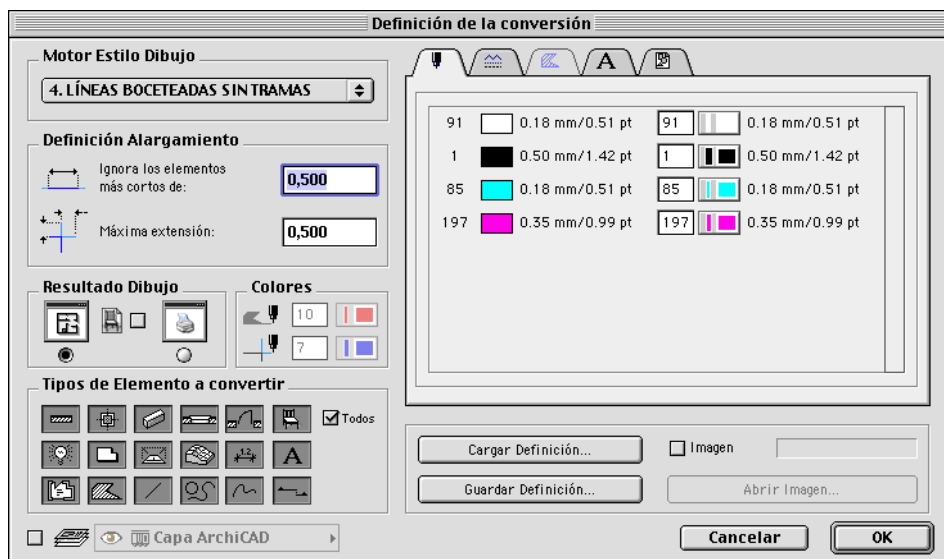 Definición de la conversión
Motor Estilo Dibujo
4. LÍNEAS BOCETEADAS SIN TRAMAS
Definición Alargamiento
Ignora los elementos
más cortos de:
0,500
Máxima extensión:
0,500
Resultado Dibujo
Colores
10
7
Tipos de Elemento a convertir
Todos
1.2
A
Capa ArchiCAD
A
91 0.18 mm/0.51 pt 91 0.18 mm/0.51 pt
1 0.50 mm/1.42 pt 1 0.50 mm/1.42 pt
85 0.18 mm/0.51 pt 85 0.18 mm/0.51 pt
197 0.35 mm/0.99 pt 197 0.35 mm/0.99 pt
Cargar Definición...
Imagen
Guardar Definición...
Abrir Imagen...
Cancelar
OK